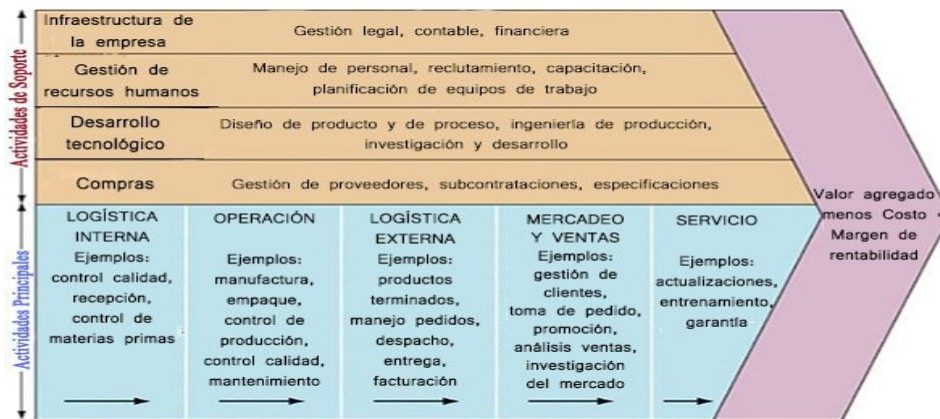 Actividades de Soporte
Infraestructura de
la empresa
Gestión legal, contable, financiera
Gestión de
recursos humanos
Manejo de personal, reclutamiento, capacitación,
planificación de equipos de trabajo
Desarrollo
tecnológico
Diseño de producto y de proceso, ingeniería de producción,
investigación y desarrollo
Compras
Gestión de proveedores, subcontrataciones, especificaciones
Actividades Principales
LOGÍSTICA
INTERNA
Ejemplos:
control calidad,
recepción,
control de
materias primas
OPERACIÓN
Ejemplos:
manufactura,
empaque,
control de
producción,
control calidad,
mantenimiento
LOGÍSTICA
EXTERNA
Ejemplos:
productos
terminados,
manejo pedidos,
despacho,
entrega,
facturación
MERCADEO
Y VENTAS
Ejemplos:
gestión de
clientes,
toma de pedido,
promoción,
análisis ventas,
investigación
del mercado
SERVICIO
Ejemplos:
actualizaciones,
entrenamiento,
garantía
Valor agregado
menos Costo
Margen de
rentabilidad